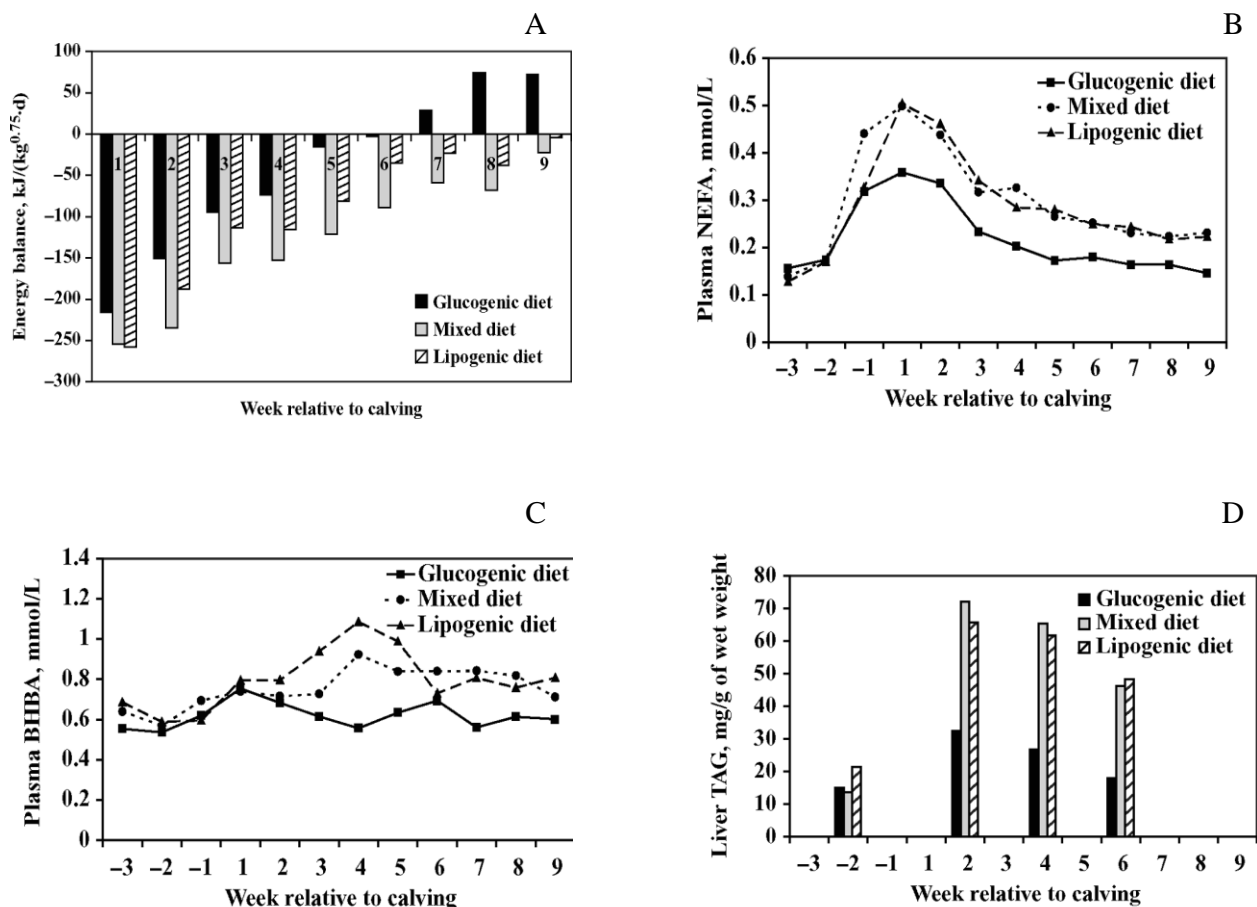 A
Energy balance, kJ/(kg^0.75·d)
100
50
0
−50
−100
−150
−200
−250
−300
1 2 3 4 5 6 7 8 9
Glucogenic diet
Mixed diet
Lipogenic diet
Week relative to calving
B
Plasma NEFA, mmol/L
0.6
0.5
0.4
0.3
0.2
0.1
0
Glucogenic diet
Mixed diet
Lipogenic diet
−3 −2 −1 1 2 3 4 5 6 7 8 9
Week relative to calving
C
Plasma BHBA, mmol/L
1.4
1.2
1
0.8
0.6
0.4
0.2
0
Glucogenic diet
Mixed diet
Lipogenic diet
−3 −2 −1 1 2 3 4 5 6 7 8 9
Week relative to calving
D
Liver TAG, mg/g of wet weight
80
70
60
50
40
30
20
10
0
Glucogenic diet
Mixed diet
Lipogenic diet
−3 −2 −1 1 2 3 4 5 6 7 8 9
Week relative to calving